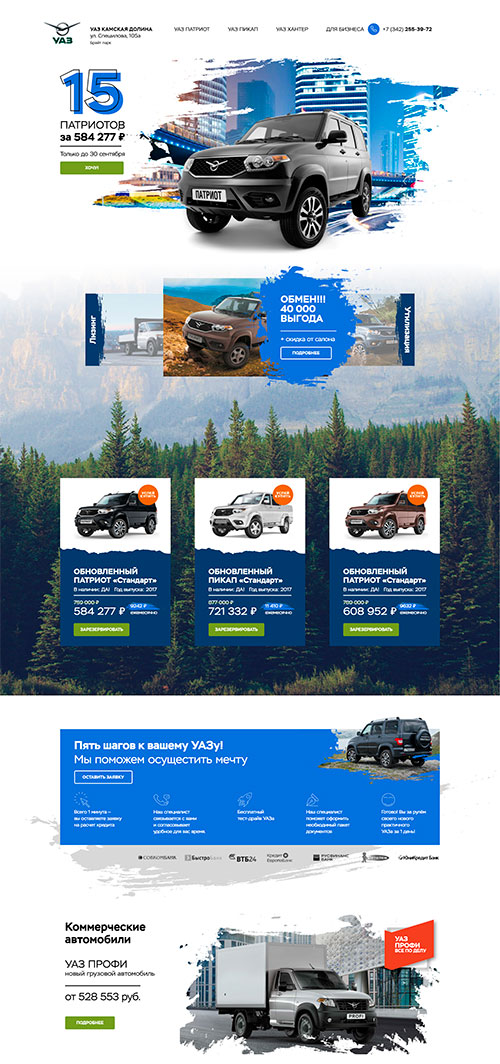 УАЗ
УАЗ КАМСКАЯ ДОЛИНА
ул. Спешилова, 105а
Брайт парк
УАЗ ПАТРИОТ
УАЗ ПИКАП
УАЗ ХАНТЕР
ДЛЯ БИЗНЕСА
+7 (342) 255-39-72
15
ПАТРИОТОВ
за 584 277 ₽
Только до 30 сентября
ХОЧУ!
ПАТРИОТ
Лизинг
ОБМЕН!!!
40 000
ВЫГОДА
+ скидка от салона
ПОДРОБНЕЕ
Утилизация
УСПЕЙ
КУПИТЬ
ОБНОВЛЕННЫЙ
ПАТРИОТ «Стандарт»
В наличии: ДА! Год выпуска: 2017
759 000 ₽
584 277 ₽
9242 ₽
ЕЖЕМЕСЯЧНО
ЗАРЕЗЕРВИРОВАТЬ
УСПЕЙ
КУПИТЬ
ОБНОВЛЕННЫЙ
ПИКАП «Стандарт»
В наличии: ДА! Год выпуска: 2017
877 000 ₽
721 332 ₽
11 410 ₽
ЕЖЕМЕСЯЧНО
ЗАРЕЗЕРВИРОВАТЬ
УСПЕЙ
КУПИТЬ
ОБНОВЛЕННЫЙ
ПАТРИОТ «Стандарт»
В наличии: ДА! Год выпуска: 2017
759 000 ₽
608 952 ₽
9632 ₽
ЕЖЕМЕСЯЧНО
ЗАРЕЗЕРВИРОВАТЬ
Пять шагов к вашему УАЗу!
Мы поможем осущестить мечту
ОСТАВИТЬ ЗАЯВКУ
Всего 1 минута –
вы оставляете заявку
на расчет кредита
Наш специалист
связывается с вами
и согласовывает
удобное для вас время.
Бесплатный
тест-драйв УАЗа
Наш специалист
поможет оформить
необходимый пакет
документов
Готово! Вы за рулём
своего нового
практичного
УАЗа за 1 день!
СОВКОМБАНК
БыстроБанк
ВТБ24
Кредит
ЕвропаБанк
РУСФИНАНС
БАНК
ЮниКредит Банк
Коммерческие
автомобили
УАЗ ПРОФИ
новый грузовой автомобиль
от 528 553 руб.
ПОДРОБНЕЕ
УАЗ
ПРОФИ
ВСЁ ПО ДЕЛУ
PROFI